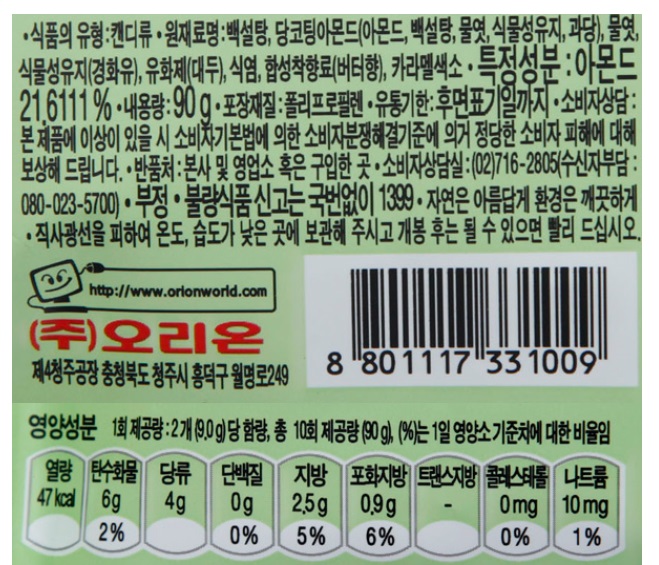 •식품의 유형:캔디류 •원재료명:백설탕, 당코팅아몬드(아몬드, 백설탕, 물엿, 식물성유지, 과당), 물엿,
식물성유지(경화유), 유화제(대두), 식염, 합성착향료(버터향), 카라멜색소 •특정성분:아몬드
21.6111% •내용량:90g •포장재질:폴리프로필렌 •유통기한:후면표기일까지 •소비자상담:
본 제품에 이상이 있을 시 소비자기본법에 의한 소비자분쟁해결기준에 의거 정당한 소비자 피해에 대해
보상해 드립니다. •반품처:본사 및 영업소 혹은 구입한 곳 •소비자상담실:(02)716-2805(수신자부담:
080-023-5700) •부정•불량식품 신고는 국번없이 1399 •자연은 아름답게 환경은 깨끗하게
•직사광선을 피하여 온도, 습도가 낮은 곳에 보관해 주시고 개봉 후는 될 수 있으면 빨리 드십시오.
http://www.orionworld.com
(주)오리온
제4청주공장 충청북도 청주시 흥덕구 월명로249
8 801117 331009
영양성분 1회 제공량:2개(9.0g)당 함량, 총 10회 제공량(90g), (%)는 1일 영양소기준치에 대한 비율임
열량 탄수화물 당류 단백질 지방 포화지방 트랜스지방 콜레스테롤 나트륨
47 kcal 6g 4g 0g 2.5g 0.9g - 0mg 10mg
2% 0% 5% 6% 0% 1%